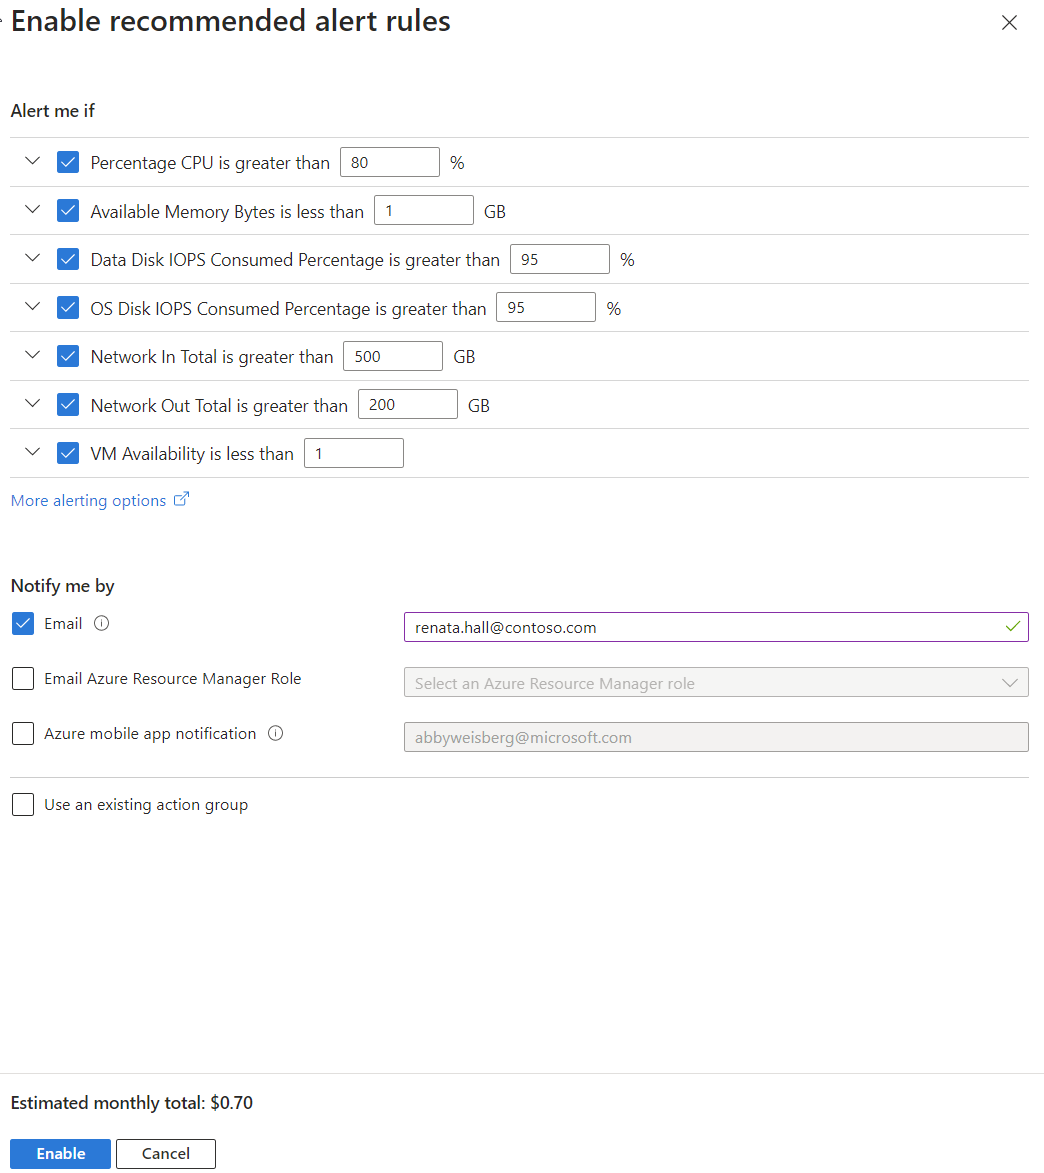 Enable recommended alert rules
Alert me if
Percentage CPU is greater than 80 %
Available Memory Bytes is less than 1 GB
Data Disk IOPS Consumed Percentage is greater than 95 %
OS Disk IOPS Consumed Percentage is greater than 95 %
Network In Total is greater than 500 GB
Network Out Total is greater than 200 GB
VM Availability is less than 1
More alerting options
Notify me by
Email renata.hall@contoso.com
Email Azure Resource Manager Role Select an Azure Resource Manager role
Azure mobile app notification abbyweisberg@microsoft.com
Use an existing action group
Estimated monthly total: $0.70
Enable Cancel